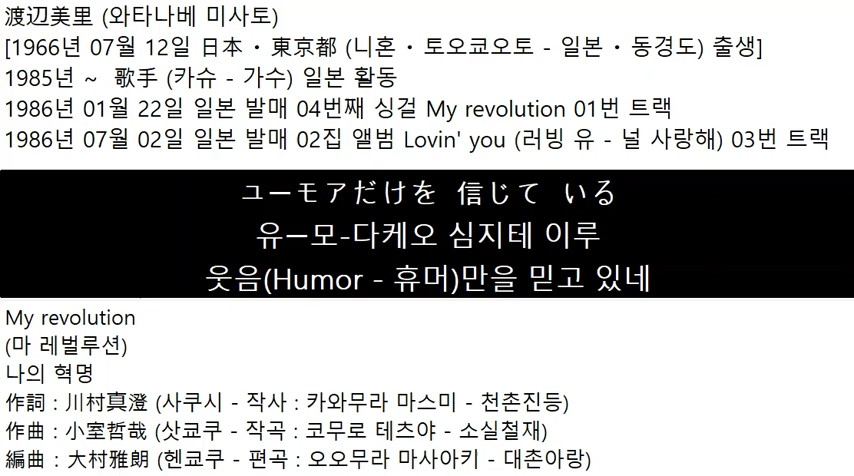 渡辺美里 (와타나베 미사토)
[1966년 07월 12일 日本・東京都 (니혼・토오쿄오토 - 일본・동경도) 출생]
1985년 ~ 歌手 (카슈 - 가수) 일본 활동
1986년 01월 22일 일본 발매 04번째 싱걸 My revolution 01번 트랙
1986년 07월 02일 일본 발매 02집 앨범 Lovin' you (러빙 유 - 널 사랑해) 03번 트랙
ユーモアだけを 信じて いる
유ー모-다케오 심지테 이루
웃음(Humor - 휴머)만을 믿고 있네
My revolution
(마 레벌루션)
나의 혁명
作詞 : 川村真澄 (사쿠시 - 작사 : 카와무라 마스미 - 천촌진등)
作曲 : 小室哲哉 (삿쿄쿠 - 작곡 : 코무로 테츠야 - 소실철재)
編曲 : 大村雅朗 (헨쿄쿠 - 편곡 : 오오무라 마사아키 - 대촌아랑)